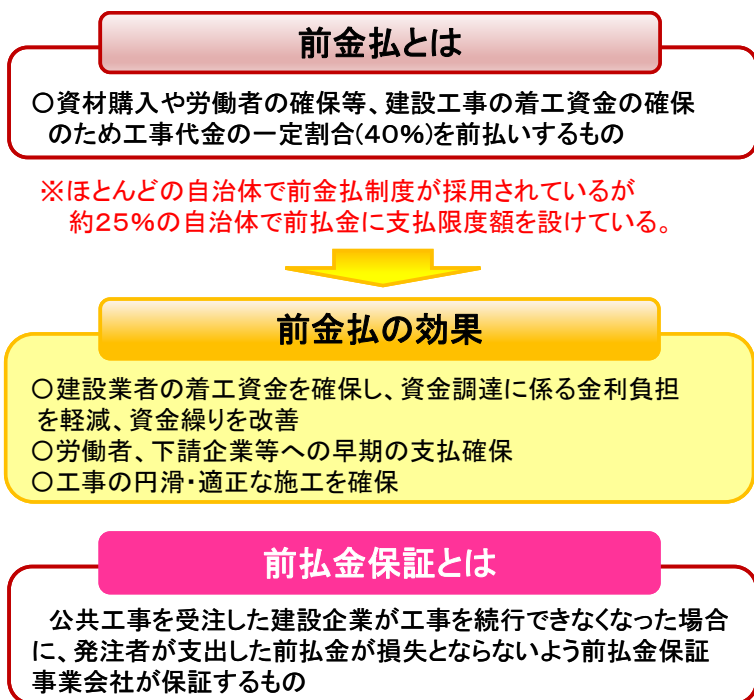 前金払とは
○資材購入や労働者の確保等、建設工事の着工資金の確保
のため工事代金の一定割合(40%)を前払いするもの
※ほとんどの自治体で前金払制度が採用されているが
約25%の自治体で前払金に支払限度額を設けている。
前金払の効果
○建設業者の着工資金を確保し、資金調達に係る金利負担
を軽減、資金繰りを改善
○労働者、下請企業等への早期の支払確保
○工事の円滑・適正な施工を確保
前払金保証とは
公共工事を受注した建設企業が工事を続行できなくなった場合
に、発注者が支出した前払金が損失とならないよう前払金保証
事業会社が保証するもの